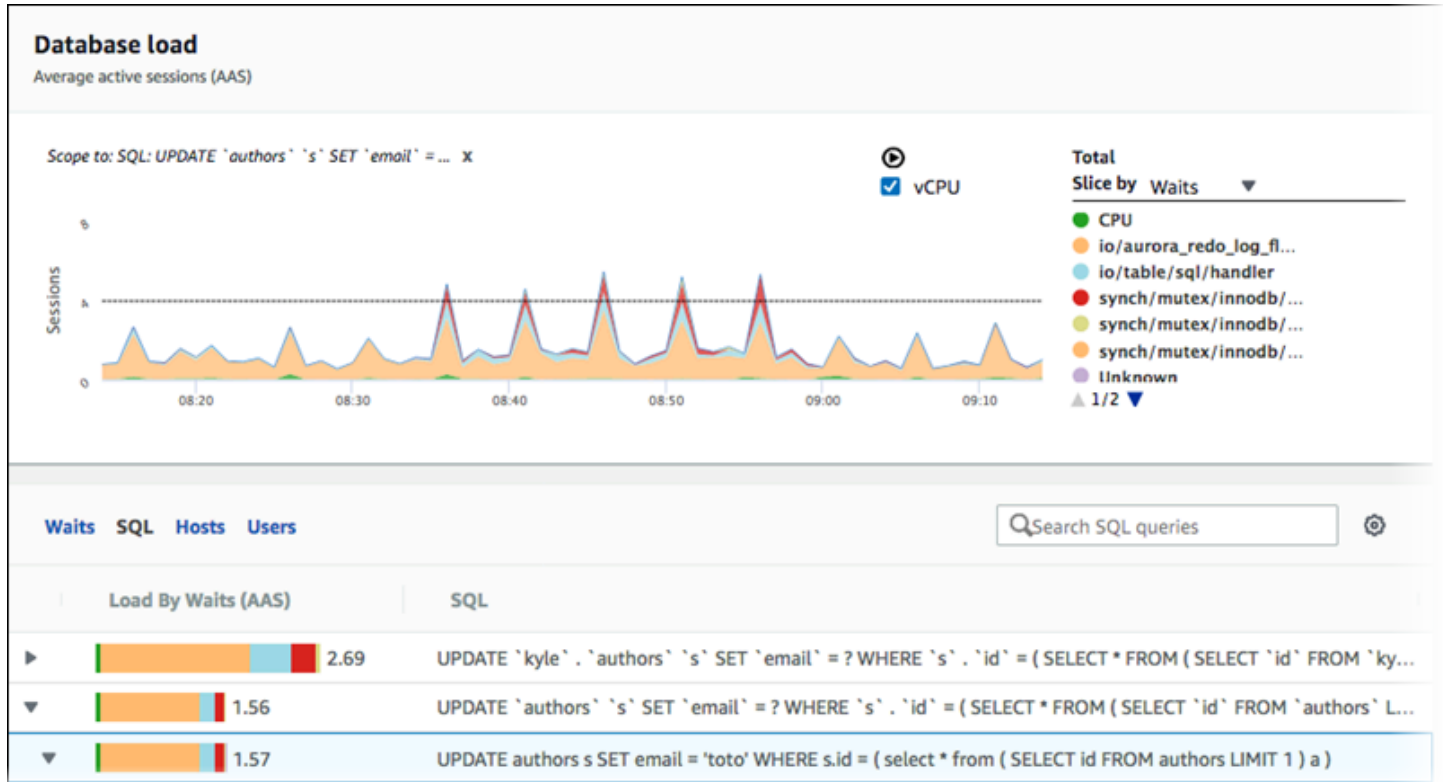 Database load
Average active sessions (AAS)
Scope to: SQL: UPDATE `authors` `s` SET `email` = ... x
vCPU
Total
Slice by Waits
CPU
io/aurora_redo_log_fl...
io/table/sql/handler
synch/mutex/innodb/...
synch/mutex/innodb/...
synch/mutex/innodb/...
Unknown
1/2
Sessions
8
4
0
08:20 08:30 08:40 08:50 09:00 09:10
Waits SQL Hosts Users
Search SQL queries
Load By Waits (AAS) SQL
2.69 UPDATE `kyle` . `authors` `s` SET `email` = ? WHERE `s` . `id` = ( SELECT * FROM ( SELECT `id` FROM `ky...
1.56 UPDATE `authors` `s` SET `email` = ? WHERE `s` . `id` = ( SELECT * FROM ( SELECT `id` FROM `authors` L...
1.57 UPDATE authors s SET email = 'toto' WHERE s.id = ( select * from ( SELECT id FROM authors LIMIT 1 ) a )